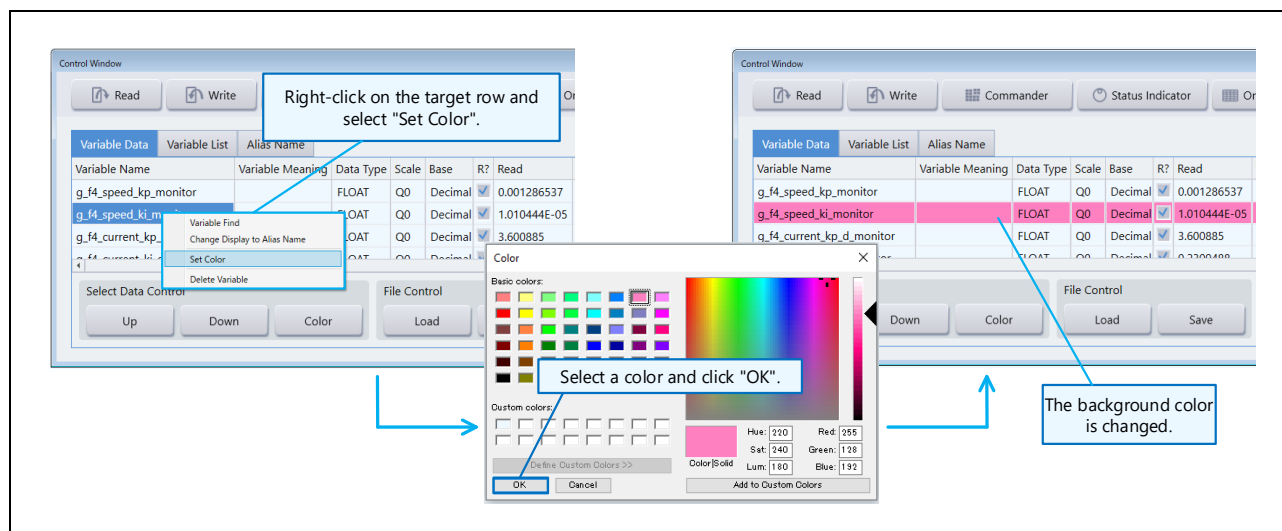 Control Window
Read
Write
Or
Right-click on the target row and
select "Set Color".
Variable Data
Variable List
Alias Name
Variable Name
Variable Meaning
Data Type
Scale
Base
R?
Read
g_f4_speed_kp_monitor
FLOAT
Q0
Decimal
0.001286537
g_f4_speed_ki_monitor
FLOAT
Q0
Decimal
1.010444E-05
g_f4_current_kp_
Q0
Decimal
3.600885
Variable Find
Change Display to Alias Name
Set Color
Delete Variable
Select Data Control
Up
Down
Color
File Control
Load
Color
Basic colors:
Select a color and click "OK".
Custom colors:
Define Custom Colors >>
OK
Cancel
Color|Solid
Hue: 220
Sat: 240
Lum: 180
Red: 255
Green: 128
Blue: 192
Add to Custom Colors
Control Window
Read
Write
Commander
Status Indicator
Or
Variable Data
Variable List
Alias Name
Variable Name
Variable Meaning
Data Type
Scale
Base
R?
Read
g_f4_speed_kp_monitor
FLOAT
Q0
Decimal
0.001286537
g_f4_speed_ki_monitor
FLOAT
Q0
Decimal
1.010444E-05
g_f4_current_kp_d_monitor
FLOAT
Q0
Decimal
3.600885
File Control
Down
Color
Load
Save
The background color
is changed.